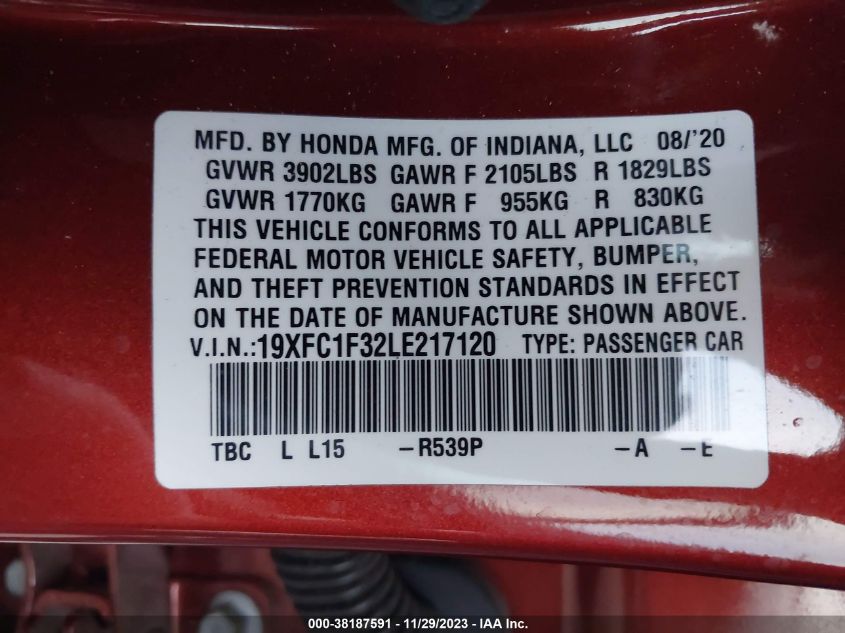 MFD. BY HONDA MFG. OF INDIANA, LLC 08/'20
GVWR 3902LBS GAWR F 2105LBS R 1829LBS
GVWR 1770KG GAWR F 955KG R 830KG
THIS VEHICLE CONFORMS TO ALL APPLICABLE
FEDERAL MOTOR VEHICLE SAFETY, BUMPER,
AND THEFT PREVENTION STANDARDS IN EFFECT
ON THE DATE OF MANUFACTURE SHOWN ABOVE.
V.I.N.:19XFC1F32LE217120 TYPE: PASSENGER CAR
TBC L L15 -R539P -A -E
000-38187591 - 11/29/2023 - IAA Inc.